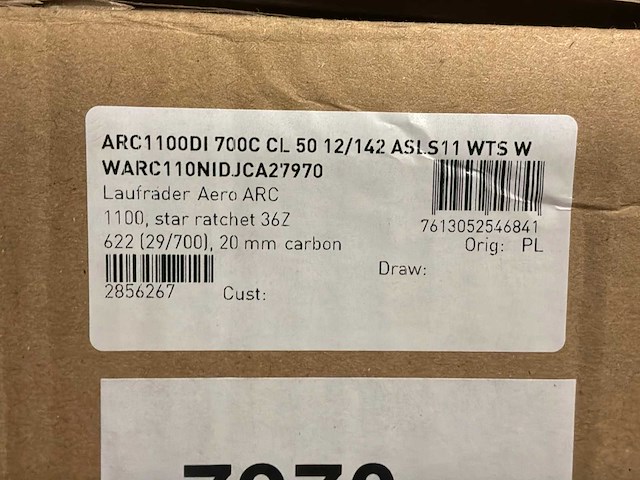 ARC1100DI 700C CL 50 12/142 ASLS11 WTS W
WARC110NIDJCA27970
Laufräder Aero ARC
1100, star ratchet 36Z
7613052546841
622 (29/700), 20 mm carbon
Orig: PL
Draw:
2856267
Cust: